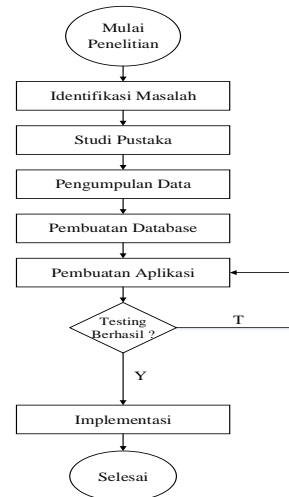 Mulai
Penelitian
Identifikasi Masalah
Studi Pustaka
Pengumpulan Data
Pembuatan Database
Pembuatan Aplikasi
Testing
Berhasil ?
T
Y
Implementasi
Selesai